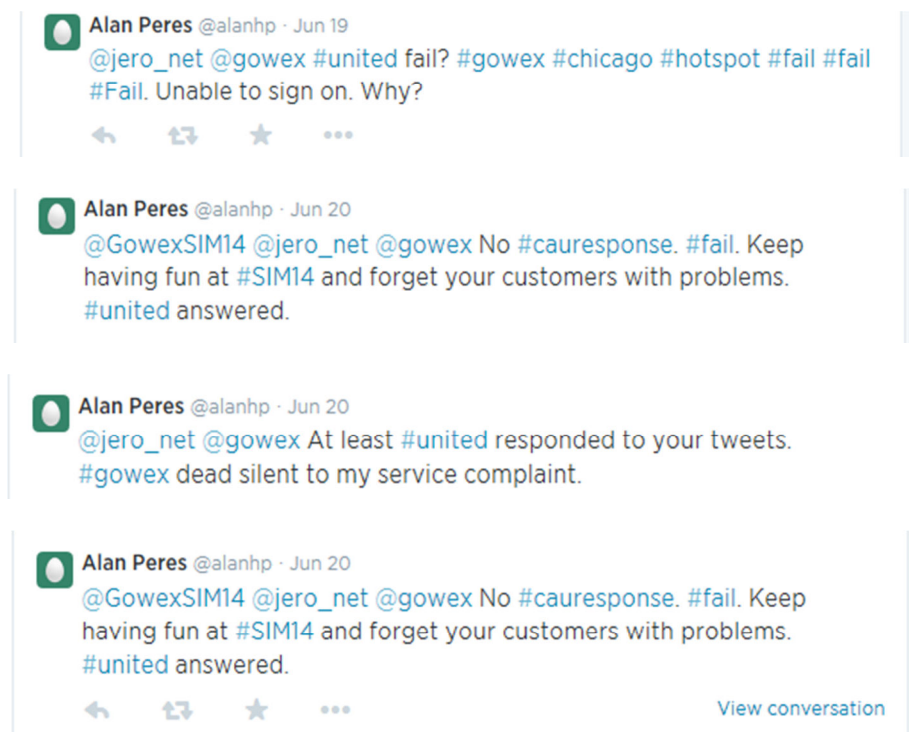 Alan Peres @alanhp · Jun 19
@jero_net @gowex #united fail? #gowex #chicago #hotspot #fail #fail
#Fail. Unable to sign on. Why?
Alan Peres @alanhp · Jun 20
@GowexSIM14 @jero_net @gowex No #cauresponse. #fail. Keep
having fun at #SIM14 and forget your customers with problems.
#united answered.
Alan Peres @alanhp · Jun 20
@jero_net @gowex At least #united responded to your tweets.
#gowex dead silent to my service complaint.
Alan Peres @alanhp · Jun 20
@GowexSIM14 @jero_net @gowex No #cauresponse. #fail. Keep
having fun at #SIM14 and forget your customers with problems.
#united answered.
View conversation